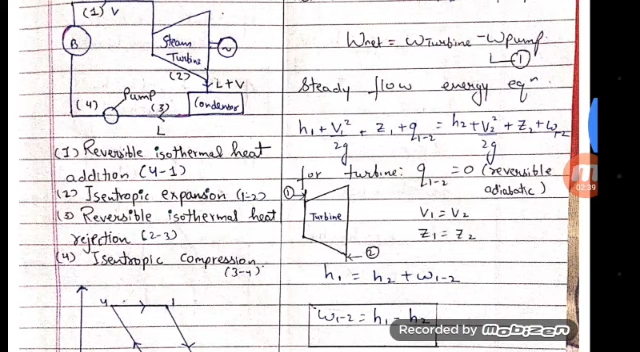 (1) V
B
Steam
Turbine
~
(2)
L+V
Pump
(4)
(3)
Condensor
L
(1) Reversible isothermal heat
addition (4-1)
(2) Isentropic expansion (1-2)
(3) Reversible isothermal heat
rejection (2-3)
(4) Isentropic compression
(3-4)
4
1
Wnet = WTurbine - Wpump
1
Steady flow energy eqn
h1 + V1²/2g + Z1 + q1-2 = h2 + V2²/2g + Z2 + w1-2
for turbine: q1-2 = 0 (reversible
adiabatic)
1
Turbine
V1 = V2
Z1 = Z2
2
h1 = h2 + w1-2
w1-2 = h1 - h2
M
02:39
Recorded by mobizen